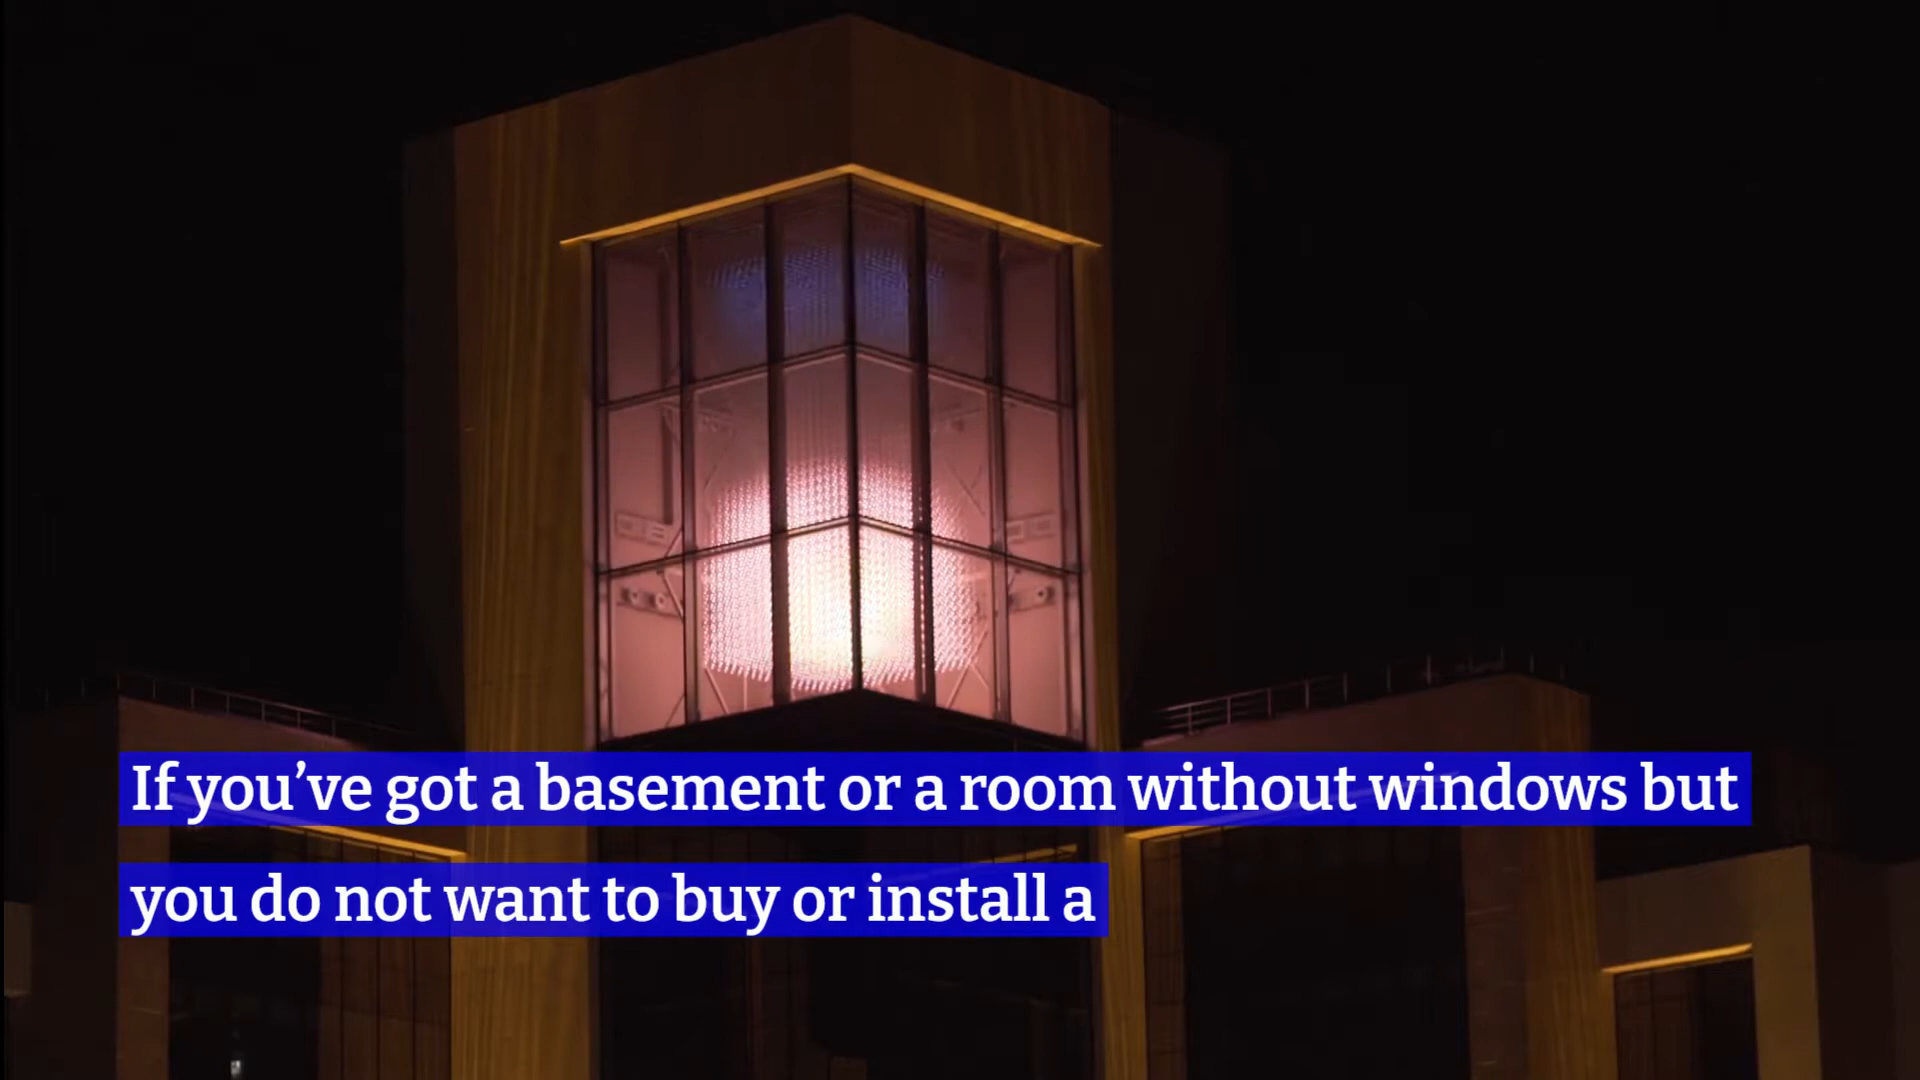 If you’ve got a basement or a room without windows but
you do not want to buy or install a